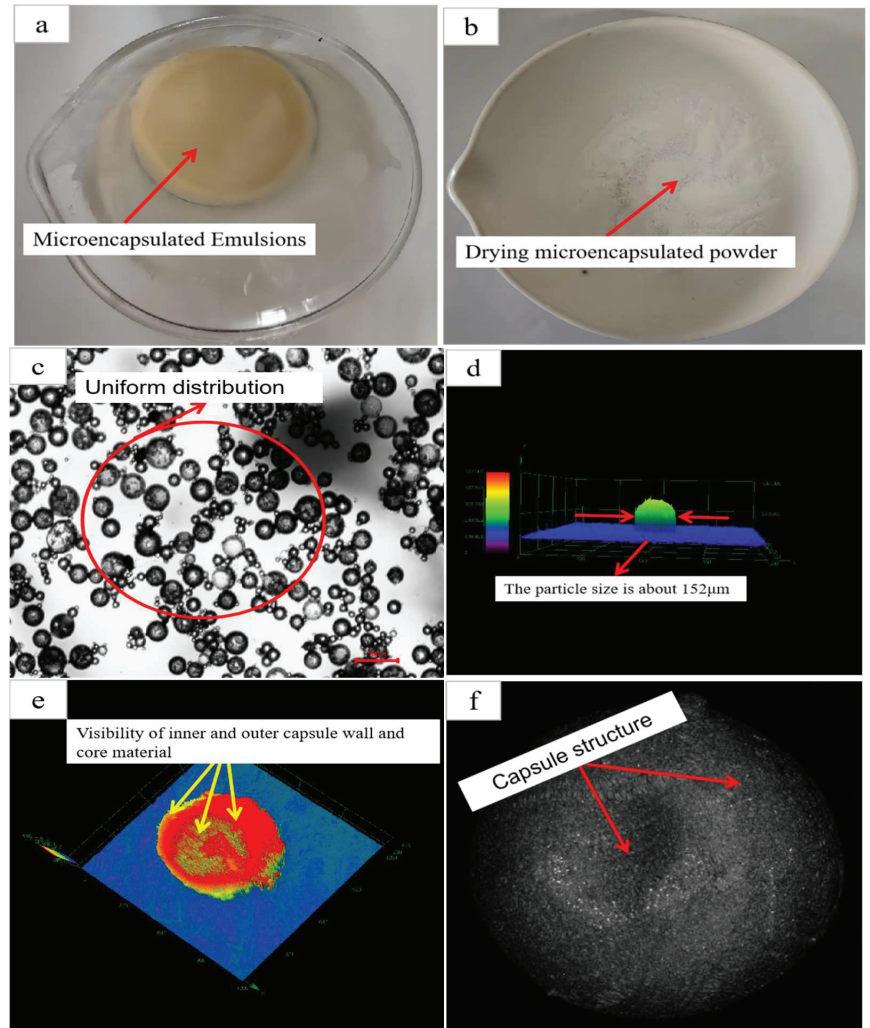 a
Microencapsulated Emulsions
b
Drying microencapsulated powder
c
Uniform distribution
d
The particle size is about 152μm
e
Visibility of inner and outer capsule wall and
core material
f
Capsule structure